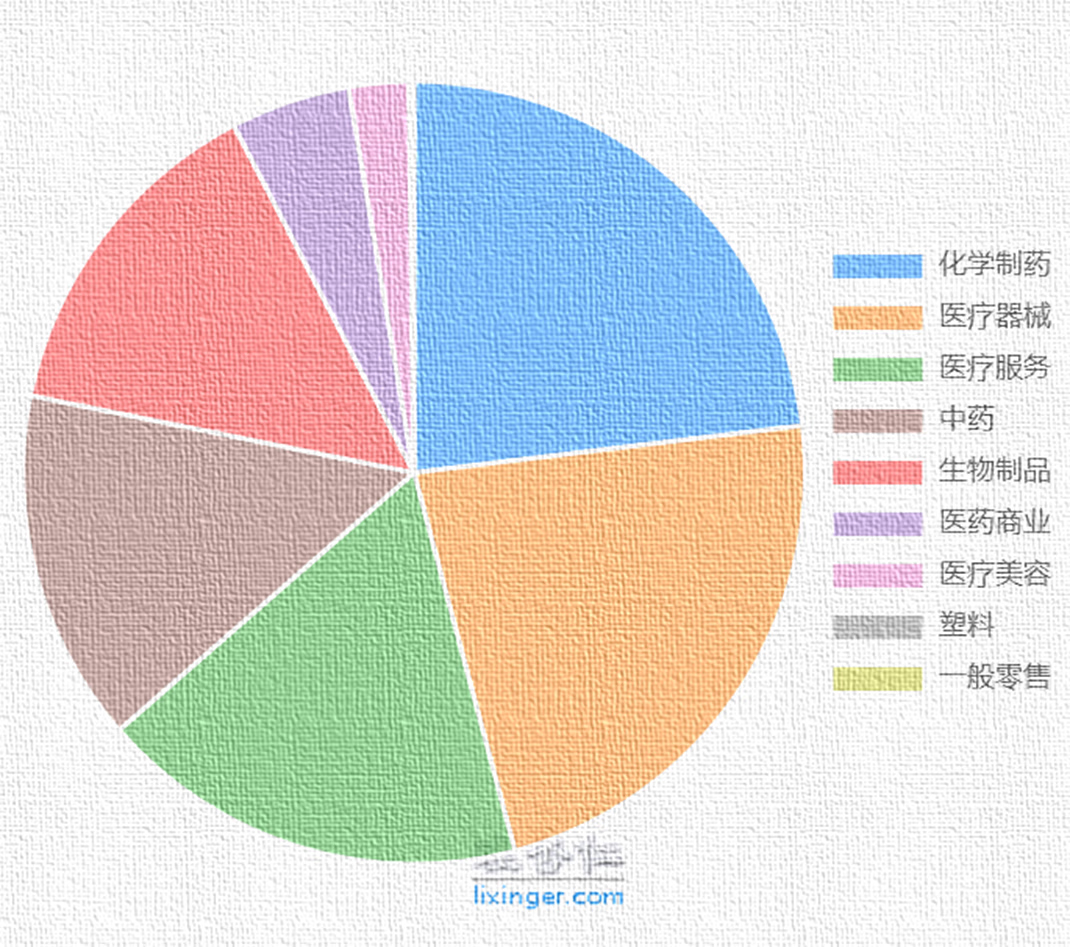 化学制药
医疗器械
医疗服务
中药
生物制品
医药商业
医疗美容
塑料
一般零售
lixinger.com